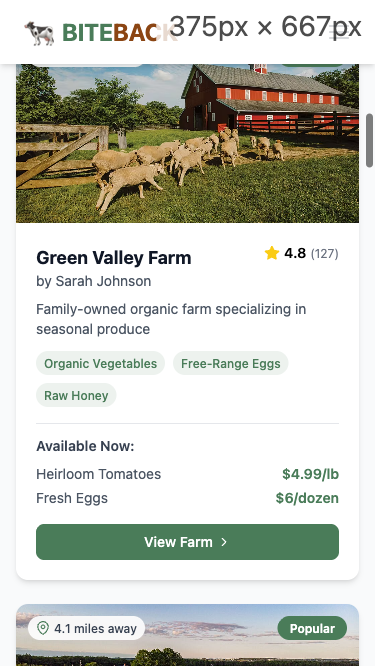 BITEBACK
375px × 667px
Green Valley Farm
4.8 (127)
by Sarah Johnson
Family-owned organic farm specializing in
seasonal produce
Organic Vegetables
Free-Range Eggs
Raw Honey
Available Now:
Heirloom Tomatoes
$4.99/lb
Fresh Eggs
$6/dozen
View Farm
4.1 miles away
Popular